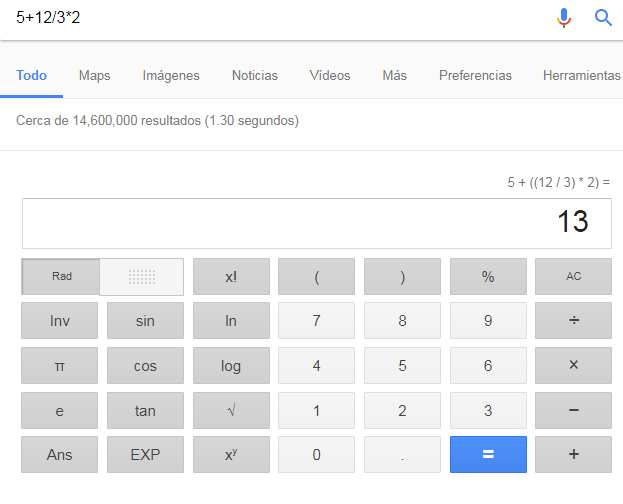 5+12/3*2
Todo Maps Imágenes Noticias Vídeos Más Preferencias Herramientas
Cerca de 14,600,000 resultados (1.30 segundos)
5 + ((12 / 3) * 2) =
13
Rad x! ( ) % AC
Inv sin ln 7 8 9 ÷
π cos log 4 5 6 ×
e tan √ 1 2 3 −
Ans EXP xʸ 0 . = +